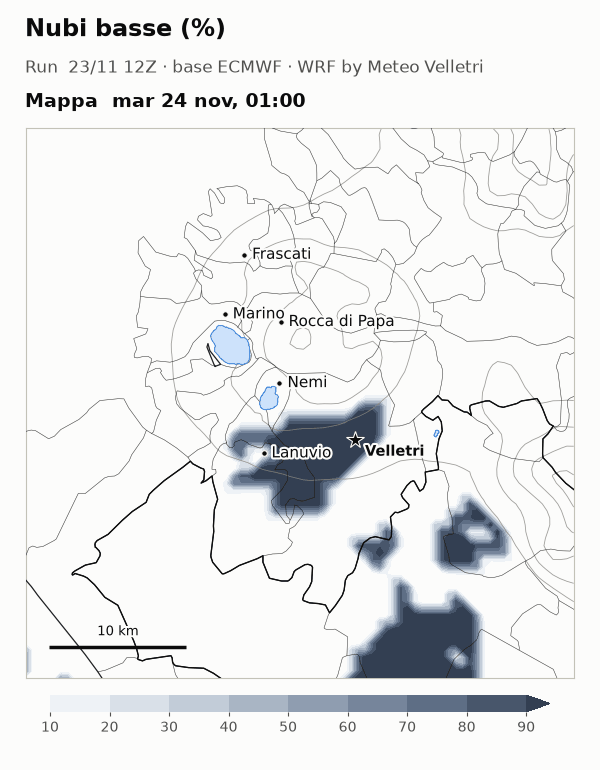 Nubi basse (%)
Run  23/11 12Z · base ECMWF · WRF by Meteo Velletri
Mappa  mar 24 nov, 01:00
Frascati
Marino
Rocca di Papa
Nemi
Lanuvio
Velletri
10 km
10 20 30 40 50 60 70 80 90